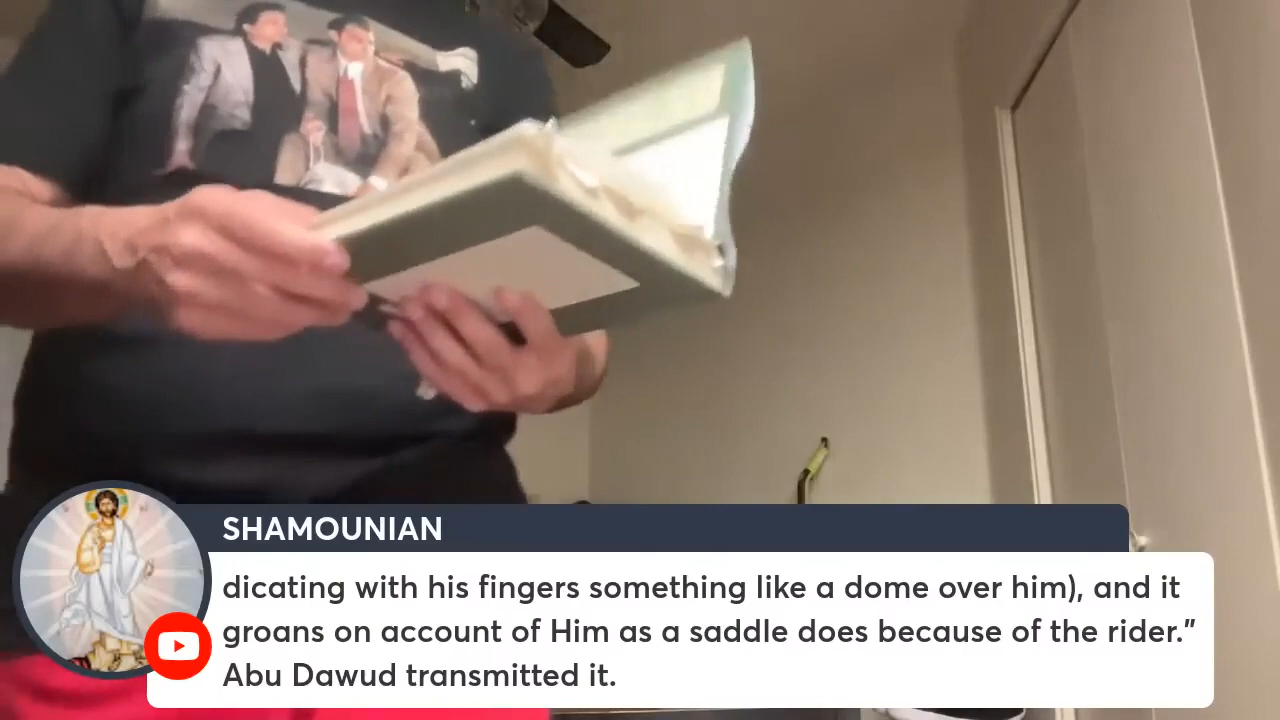 SHAMOUNIAN
dicating with his fingers something like a dome over him), and it
groans on account of Him as a saddle does because of the rider.”
Abu Dawud transmitted it.